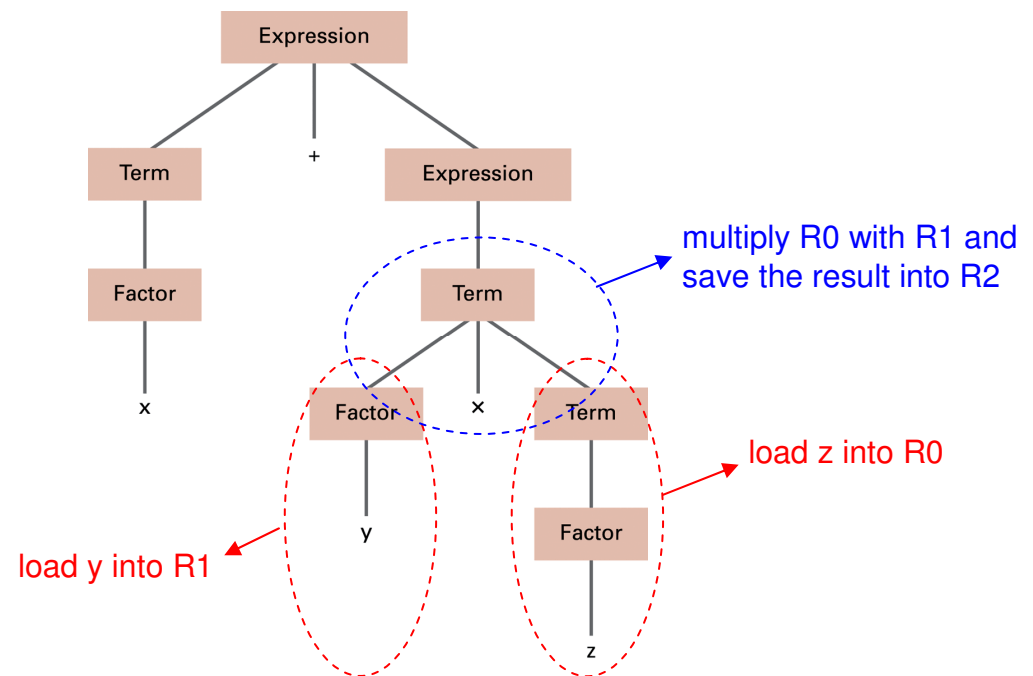 Expression
+
Term
Expression
multiply R0 with R1 and
save the result into R2
Factor
Term
x
Factor
×
Term
load z into R0
y
Factor
load y into R1
z